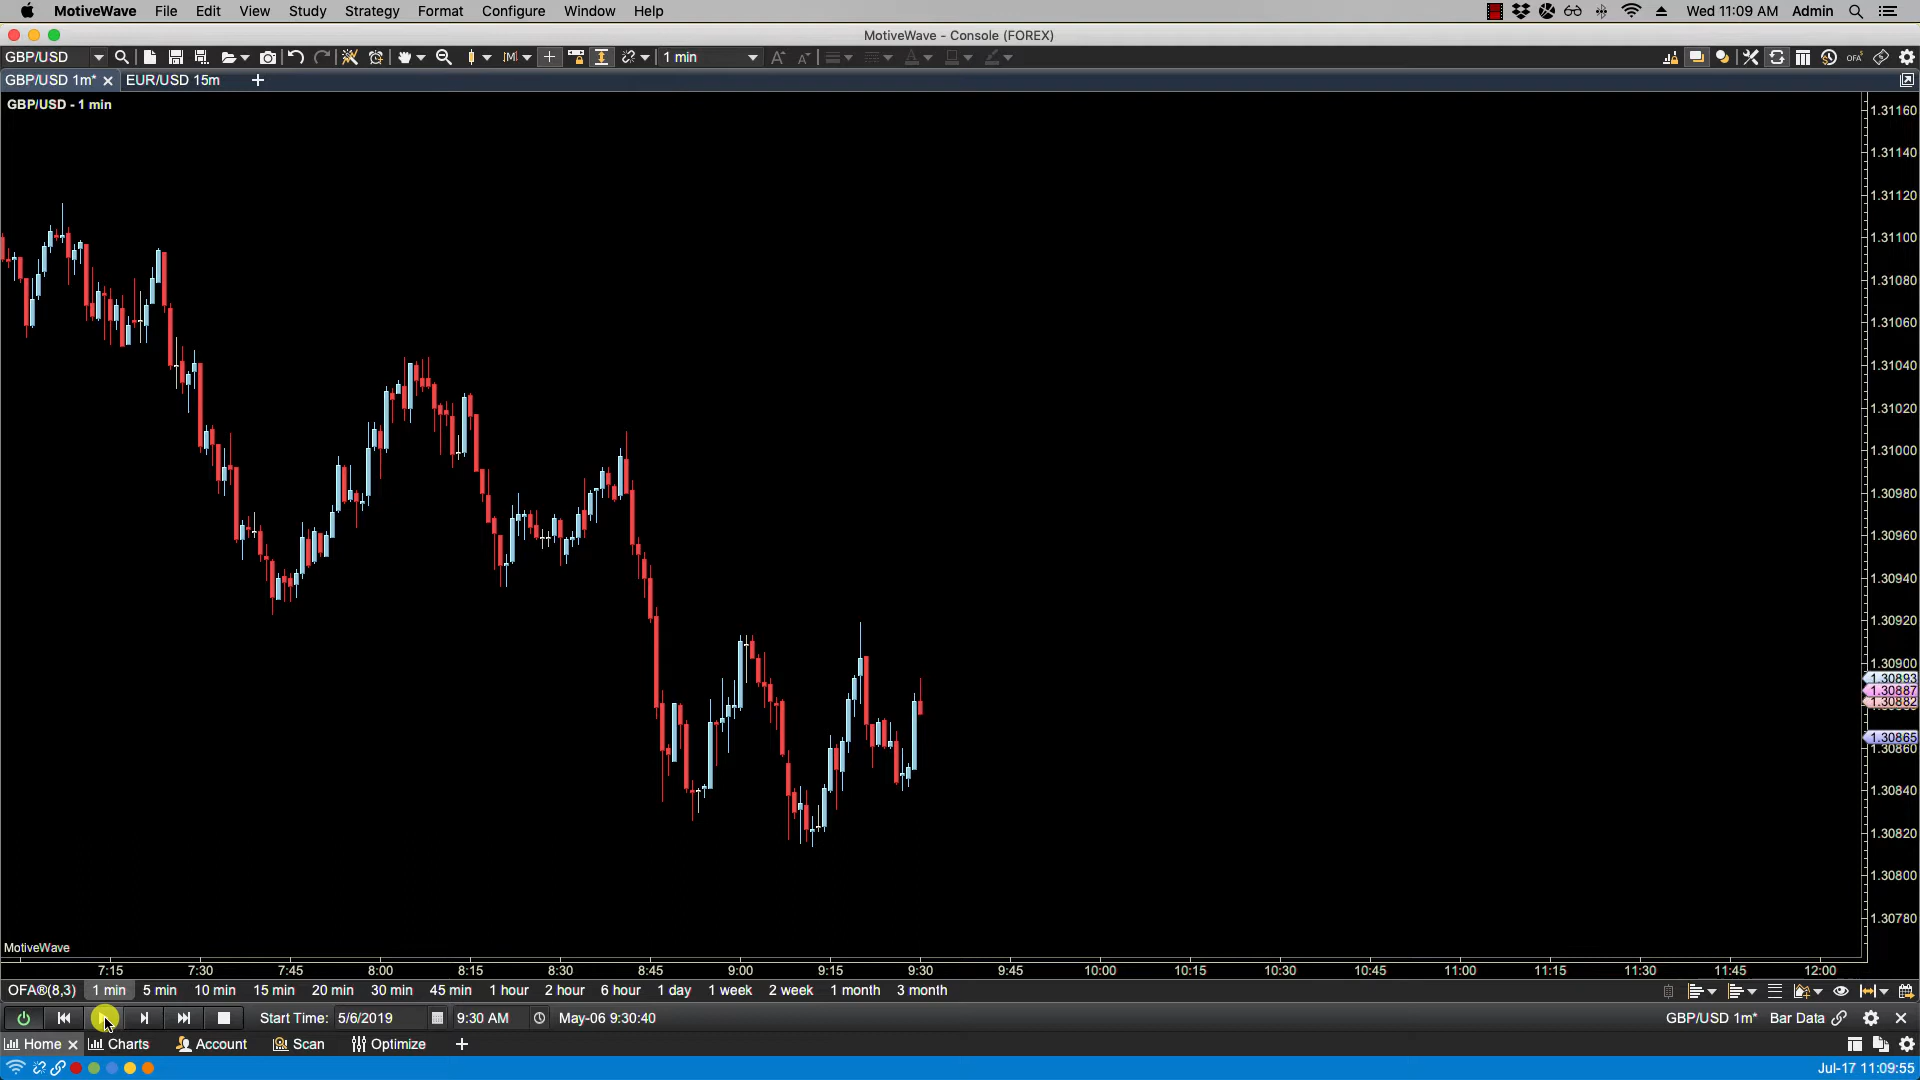 MotiveWave File Edit View Study Strategy Format Configure Window Help Wed 11:09 AM Admin
MotiveWave - Console (FOREX)
GBP/USD 1 min OFA
GBP/USD 1m* EUR/USD 15m
GBP/USD - 1 min
1.31160
1.31140
1.31120
1.31100
1.31080
1.31060
1.31040
1.31020
1.31000
1.30980
1.30960
1.30940
1.30920
1.30900
1.30893
1.30887
1.30882
1.30865
1.30860
1.30840
1.30820
1.30800
1.30780
MotiveWave
7:15 7:30 7:45 8:00 8:15 8:30 8:45 9:00 9:15 9:30 9:45 10:00 10:15 10:30 10:45 11:00 11:15 11:30 11:45 12:00
OFA®(8,3) 1 min 5 min 10 min 15 min 20 min 30 min 45 min 1 hour 2 hour 6 hour 1 day 1 week 2 week 1 month 3 month
Start Time: 5/6/2019 9:30 AM May-06 9:30:40 GBP/USD 1m* Bar Data
Home Charts Account Scan Optimize
Jul-17 11:09:55